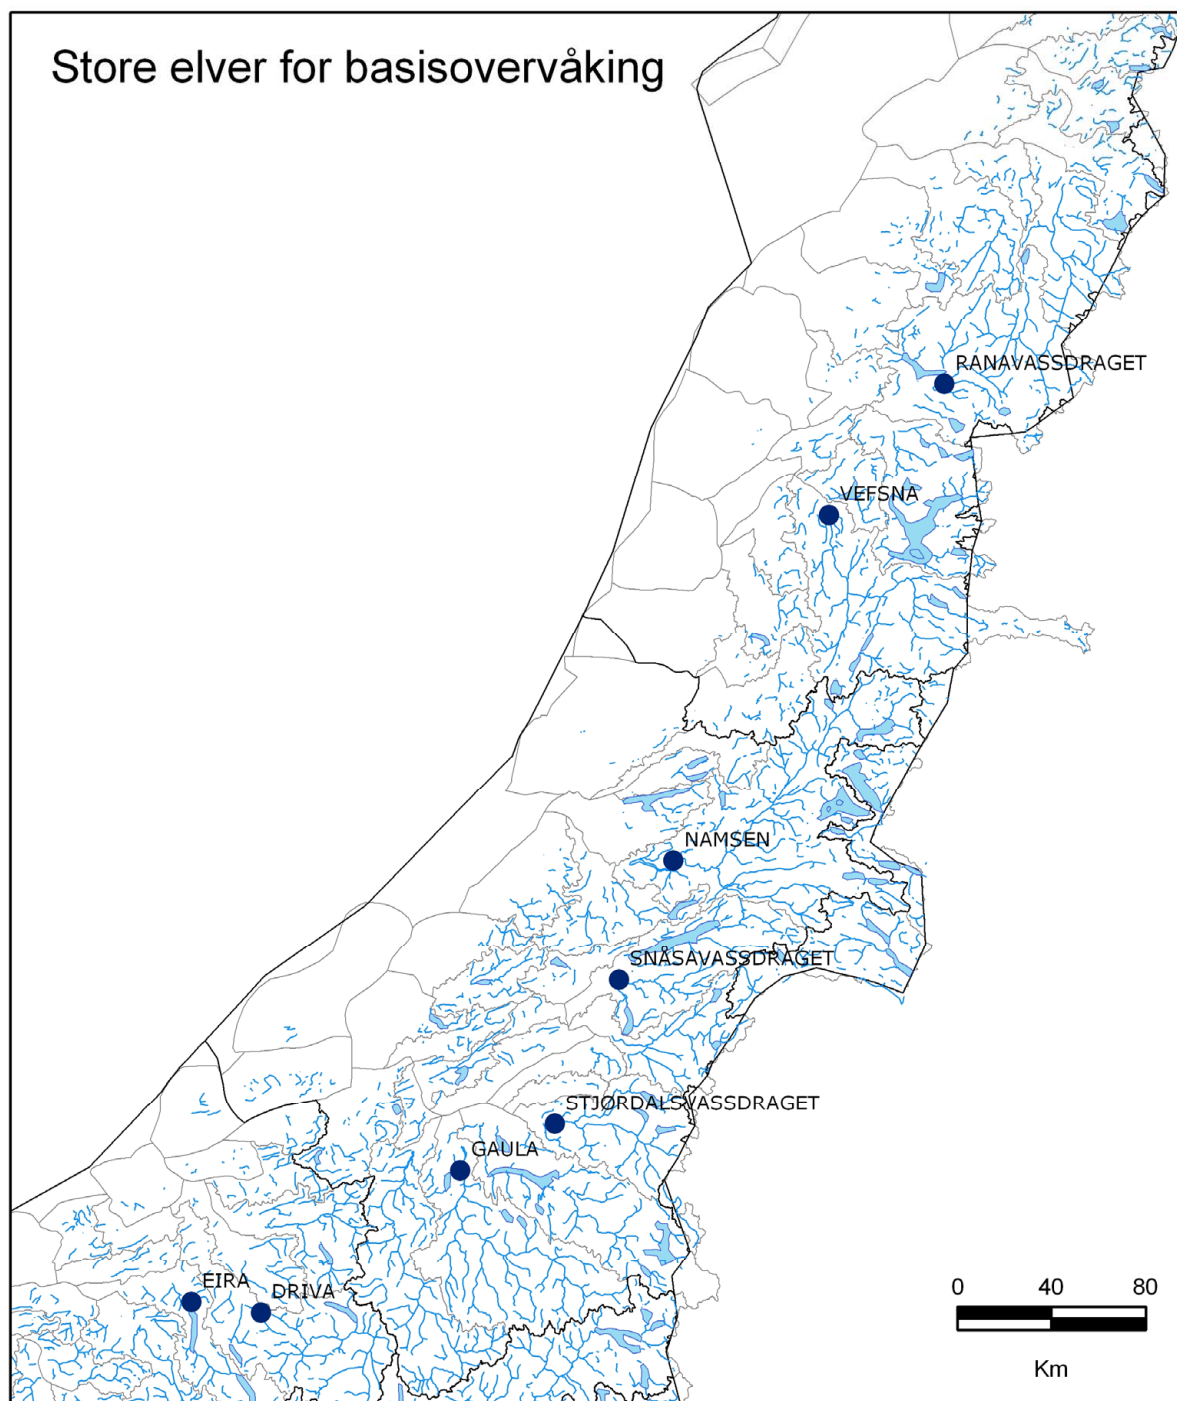 Store elver for basisovervåking
RANAVASSDRAGET
VEFSNA
NAMSEN
SNÅSAVASSDRAGET
STJØRDALSVASSDRAGET
GAULA
EIRA
DRIVA
0 40 80
Km